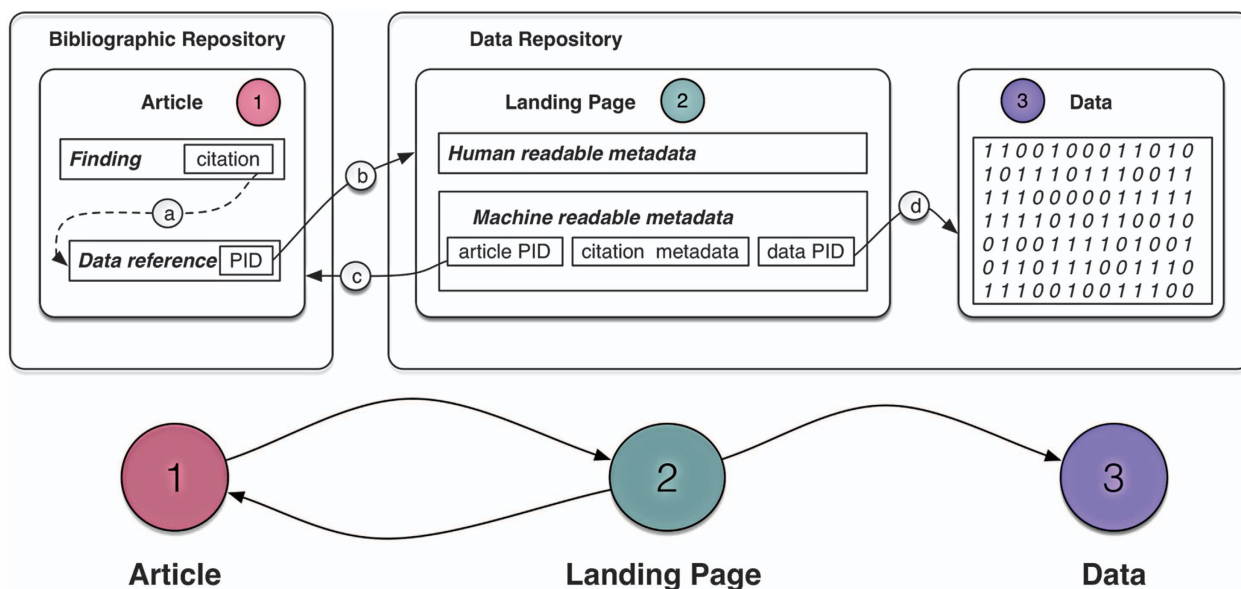 Bibliographic Repository
Data Repository
Article 1
Landing Page 2
3 Data
Finding citation
a
Data reference PID
b
c
Human readable metadata
Machine readable metadata
article PID citation metadata data PID
d
1 1 0 0 1 0 0 0 1 1 0 1 0
1 0 1 1 1 0 1 1 1 0 0 1 1
1 1 1 0 0 0 0 0 1 1 1 1 1
1 1 1 1 0 1 0 1 1 0 0 1 0
0 1 0 0 1 1 1 1 0 1 0 0 1
0 1 1 0 1 1 1 0 0 1 1 1 0
1 1 1 0 0 1 0 0 1 1 1 0 0
1
2
3
Article
Landing Page
Data